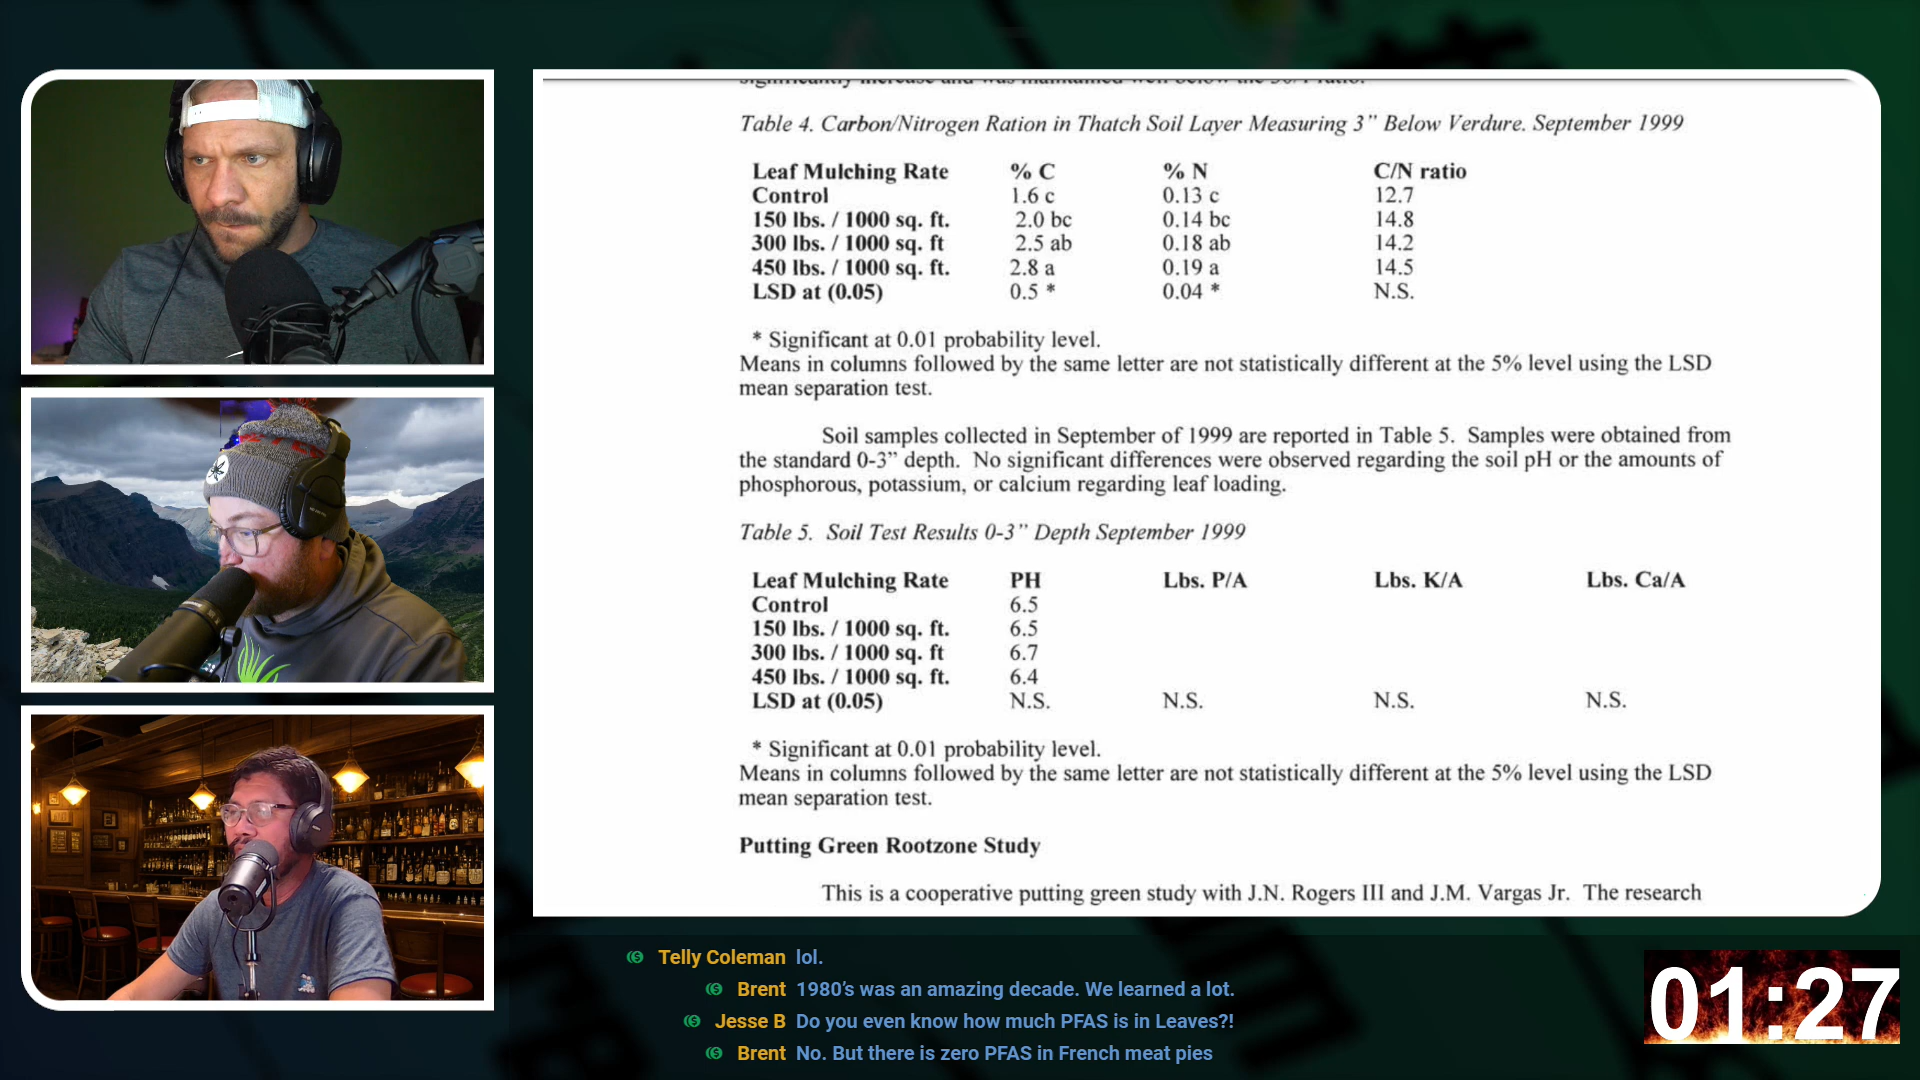 significantly increase and was maintained well below the 30/1 ratio.
Table 4. Carbon/Nitrogen Ration in Thatch Soil Layer Measuring 3" Below Verdure. September 1999
Leaf Mulching Rate % C % N C/N ratio
Control 1.6 c 0.13 c 12.7
150 lbs. / 1000 sq. ft. 2.0 bc 0.14 bc 14.8
300 lbs. / 1000 sq. ft 2.5 ab 0.18 ab 14.2
450 lbs. / 1000 sq. ft. 2.8 a 0.19 a 14.5
LSD at (0.05) 0.5 * 0.04 * N.S.
* Significant at 0.01 probability level.
Means in columns followed by the same letter are not statistically different at the 5% level using the LSD
mean separation test.
Soil samples collected in September of 1999 are reported in Table 5. Samples were obtained from
the standard 0-3" depth. No significant differences were observed regarding the soil pH or the amounts of
phosphorous, potassium, or calcium regarding leaf loading.
Table 5. Soil Test Results 0-3" Depth September 1999
Leaf Mulching Rate PH Lbs. P/A Lbs. K/A Lbs. Ca/A
Control 6.5
150 lbs. / 1000 sq. ft. 6.5
300 lbs. / 1000 sq. ft 6.7
450 lbs. / 1000 sq. ft. 6.4
LSD at (0.05) N.S. N.S. N.S. N.S.
* Significant at 0.01 probability level.
Means in columns followed by the same letter are not statistically different at the 5% level using the LSD
mean separation test.
Putting Green Rootzone Study
This is a cooperative putting green study with J.N. Rogers III and J.M. Vargas Jr. The research
Telly Coleman lol.
Brent 1980's was an amazing decade. We learned a lot.
Jesse B Do you even know how much PFAS is in Leaves?!
Brent No. But there is zero PFAS in French meat pies
01:27